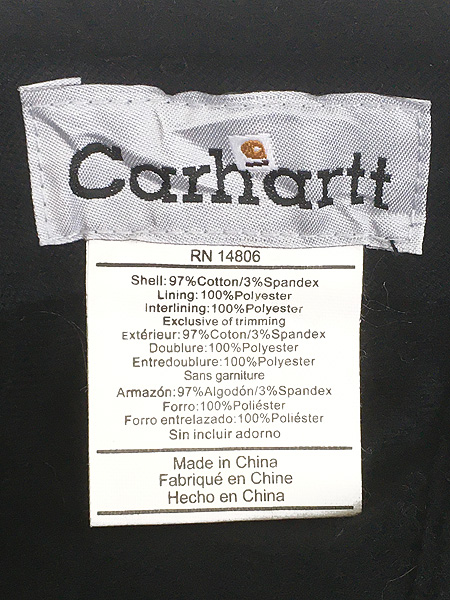 Carhartt
RN 14806
Shell:97%Cotton/3%Spandex
Lining:100%Polyester
Interlining:100%Polyester
Exclusive of trimming
Extérieur:97%Cotton/3%Spandex
Doublure:100%Polyester
Entredoublure:100%Polyester
Sans garniture
Armazón:97%Algodón/3%Spandex
Forro:100%Poliéster
Forro entrelazado:100%Poliéster
Sin incluir adorno
Made in China
Fabriqué en Chine
Hecho en China